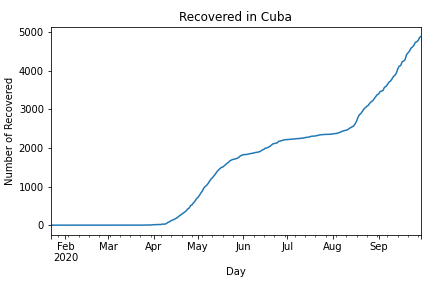 Recovered in Cuba
Number of Recovered
5000
4000
3000
2000
1000
0
Feb
2020
Mar
Apr
May
Jun
Jul
Aug
Sep
Day